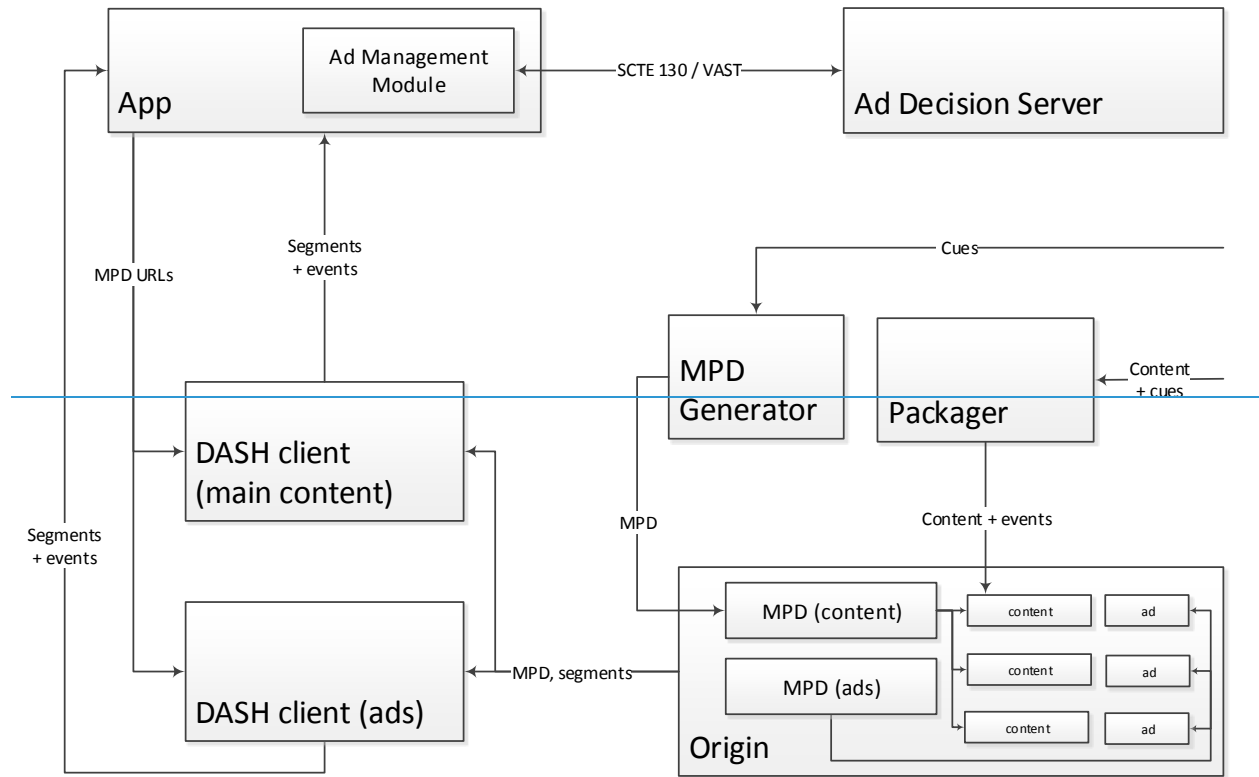 Ad Management
Module
App
SCTE 130 / VAST
Ad Decision Server
Segments
+ events
MPD URLs
Cues
MPD
Generator
Packager
Content
+ cues
DASH client
(main content)
Segments
+ events
MPD
Content + events
MPD (content)
content
ad
MPD, segments
content
ad
MPD (ads)
DASH client (ads)
content
ad
Origin